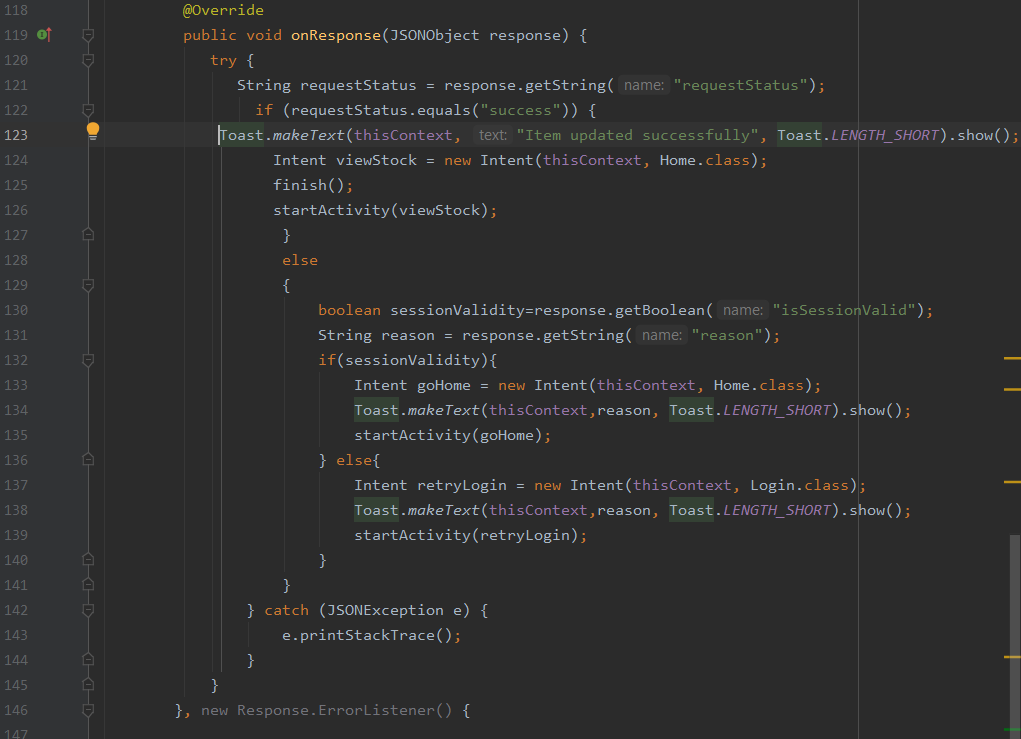 118 @Override
119 public void onResponse(JSONObject response) {
120 try {
121 String requestStatus = response.getString( name: "requestStatus");
122 if (requestStatus.equals("success")) {
123 Toast.makeText(thisContext, text: "Item updated successfully", Toast.LENGTH_SHORT).show();
124 Intent viewStock = new Intent(thisContext, Home.class);
125 finish();
126 startActivity(viewStock);
127 }
128 else
129 {
130 boolean sessionValidity=response.getBoolean( name: "isSessionValid");
131 String reason = response.getString( name: "reason");
132 if(sessionValidity){
133 Intent goHome = new Intent(thisContext, Home.class);
134 Toast.makeText(thisContext,reason, Toast.LENGTH_SHORT).show();
135 startActivity(goHome);
136 } else{
137 Intent retryLogin = new Intent(thisContext, Login.class);
138 Toast.makeText(thisContext,reason, Toast.LENGTH_SHORT).show();
139 startActivity(retryLogin);
140 }
141 }
142 } catch (JSONException e) {
143 e.printStackTrace();
144 }
145 }
146 }, new Response.ErrorListener() {
147